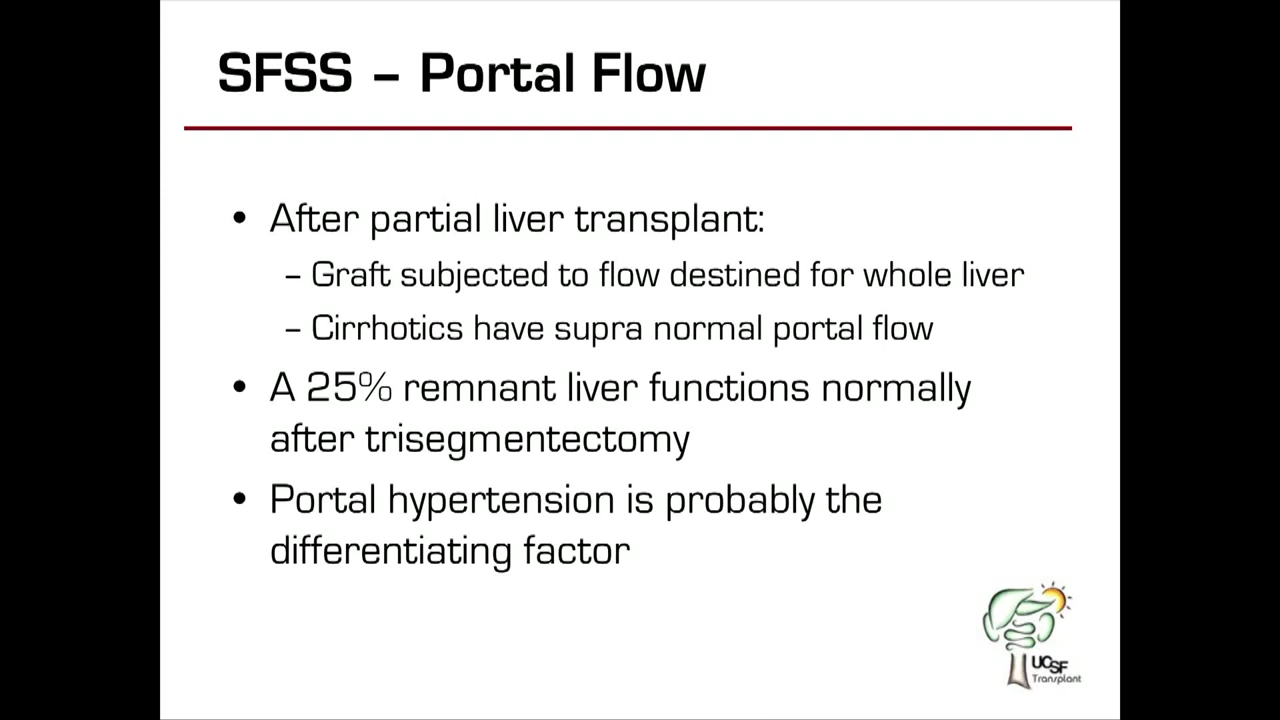 SFSS – Portal Flow
• After partial liver transplant:
– Graft subjected to flow destined for whole liver
– Cirrhotics have supra normal portal flow
• A 25% remnant liver functions normally
after trisegmentectomy
• Portal hypertension is probably the
differentiating factor
UCSF
Transplant